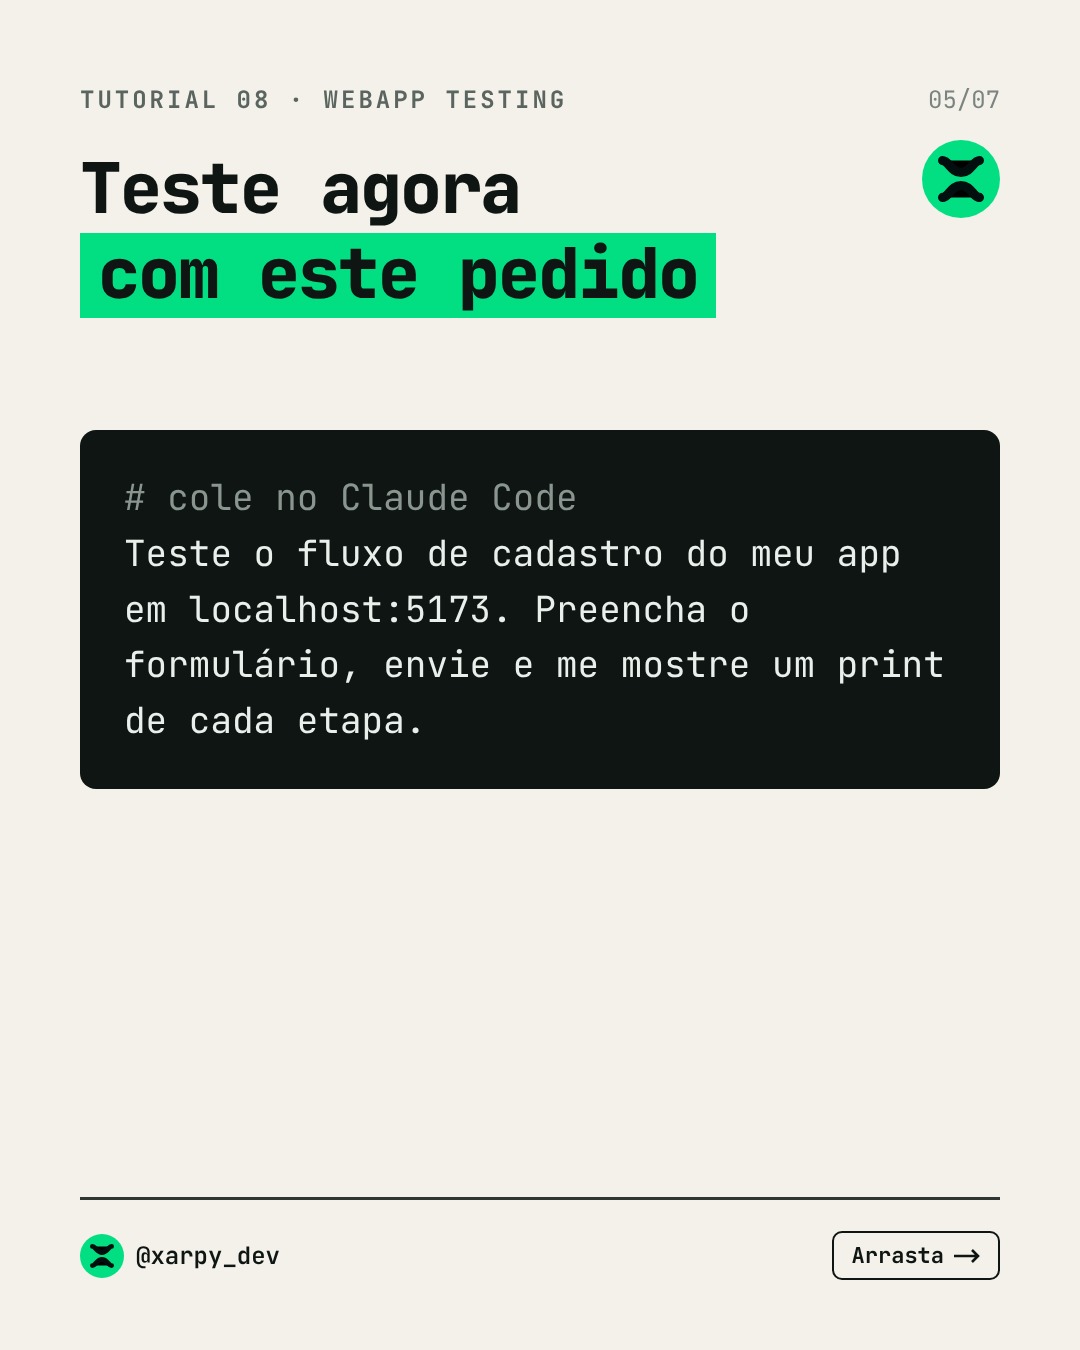 TUTORIAL 08 · WEBAPP TESTING
05/07
Teste agora
com este pedido
# cole no Claude Code
Teste o fluxo de cadastro do meu app
em localhost:5173. Preencha o
formulário, envie e me mostre um print
de cada etapa.
@xarpy_dev
Arrasta →